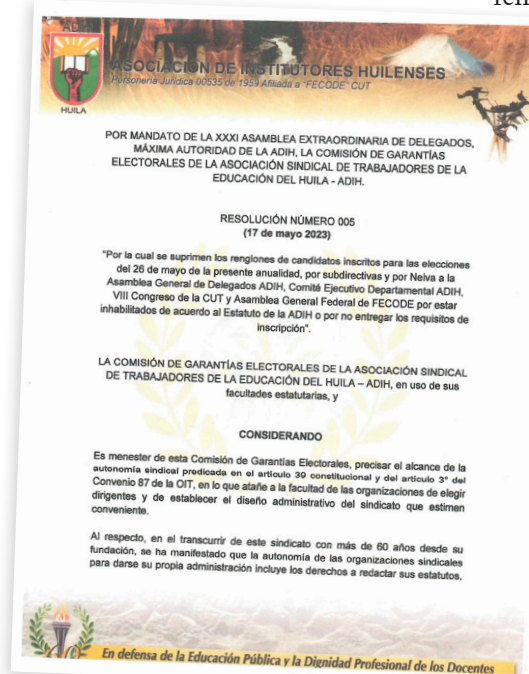 ADIH
ASOCIACIÓN DE INSTITUTORES HUILENSES
Personería Jurídica 00535 de 1959 Afiliada a "FECODE" CUT
HUILA
POR MANDATO DE LA XXXI ASAMBLEA EXTRAORDINARIA DE DELEGADOS,
MÁXIMA AUTORIDAD DE LA ADIH, LA COMISIÓN DE GARANTÍAS
ELECTORALES DE LA ASOCIACIÓN SINDICAL DE TRABAJADORES DE LA
EDUCACIÓN DEL HUILA - ADIH.
RESOLUCIÓN NÚMERO 005
(17 de mayo 2023)
"Por la cual se suprimen los renglones de candidatos inscritos para las elecciones
del 26 de mayo de la presente anualidad, por subdirectivas y por Neiva a la
Asamblea General de Delegados ADIH, Comité Ejecutivo Departamental ADIH,
VIII Congreso de la CUT y Asamblea General Federal de FECODE por estar
inhabilitados de acuerdo al Estatuto de la ADIH o por no entregar los requisitos de
inscripción".
LA COMISIÓN DE GARANTÍAS ELECTORALES DE LA ASOCIACIÓN SINDICAL
DE TRABAJADORES DE LA EDUCACIÓN DEL HUILA – ADIH, en uso de sus
facultades estatutarias, y
CONSIDERANDO
Es menester de esta Comisión de Garantías Electorales, precisar el alcance de la
autonomía sindical predicada en el artículo 39 constitucional y del artículo 3° del
Convenio 87 de la OIT, en lo que atañe a la facultad de las organizaciones de elegir
dirigentes y de establecer el diseño administrativo del sindicato que estimen
conveniente.
Al respecto, en el transcurrir de este sindicato con más de 60 años desde su
fundación, se ha manifestado que la autonomía de las organizaciones sindicales
para darse su propia administración incluye los derechos a redactar sus estatutos,
En defensa de la Educación Pública y la Dignidad Profesional de los Docentes